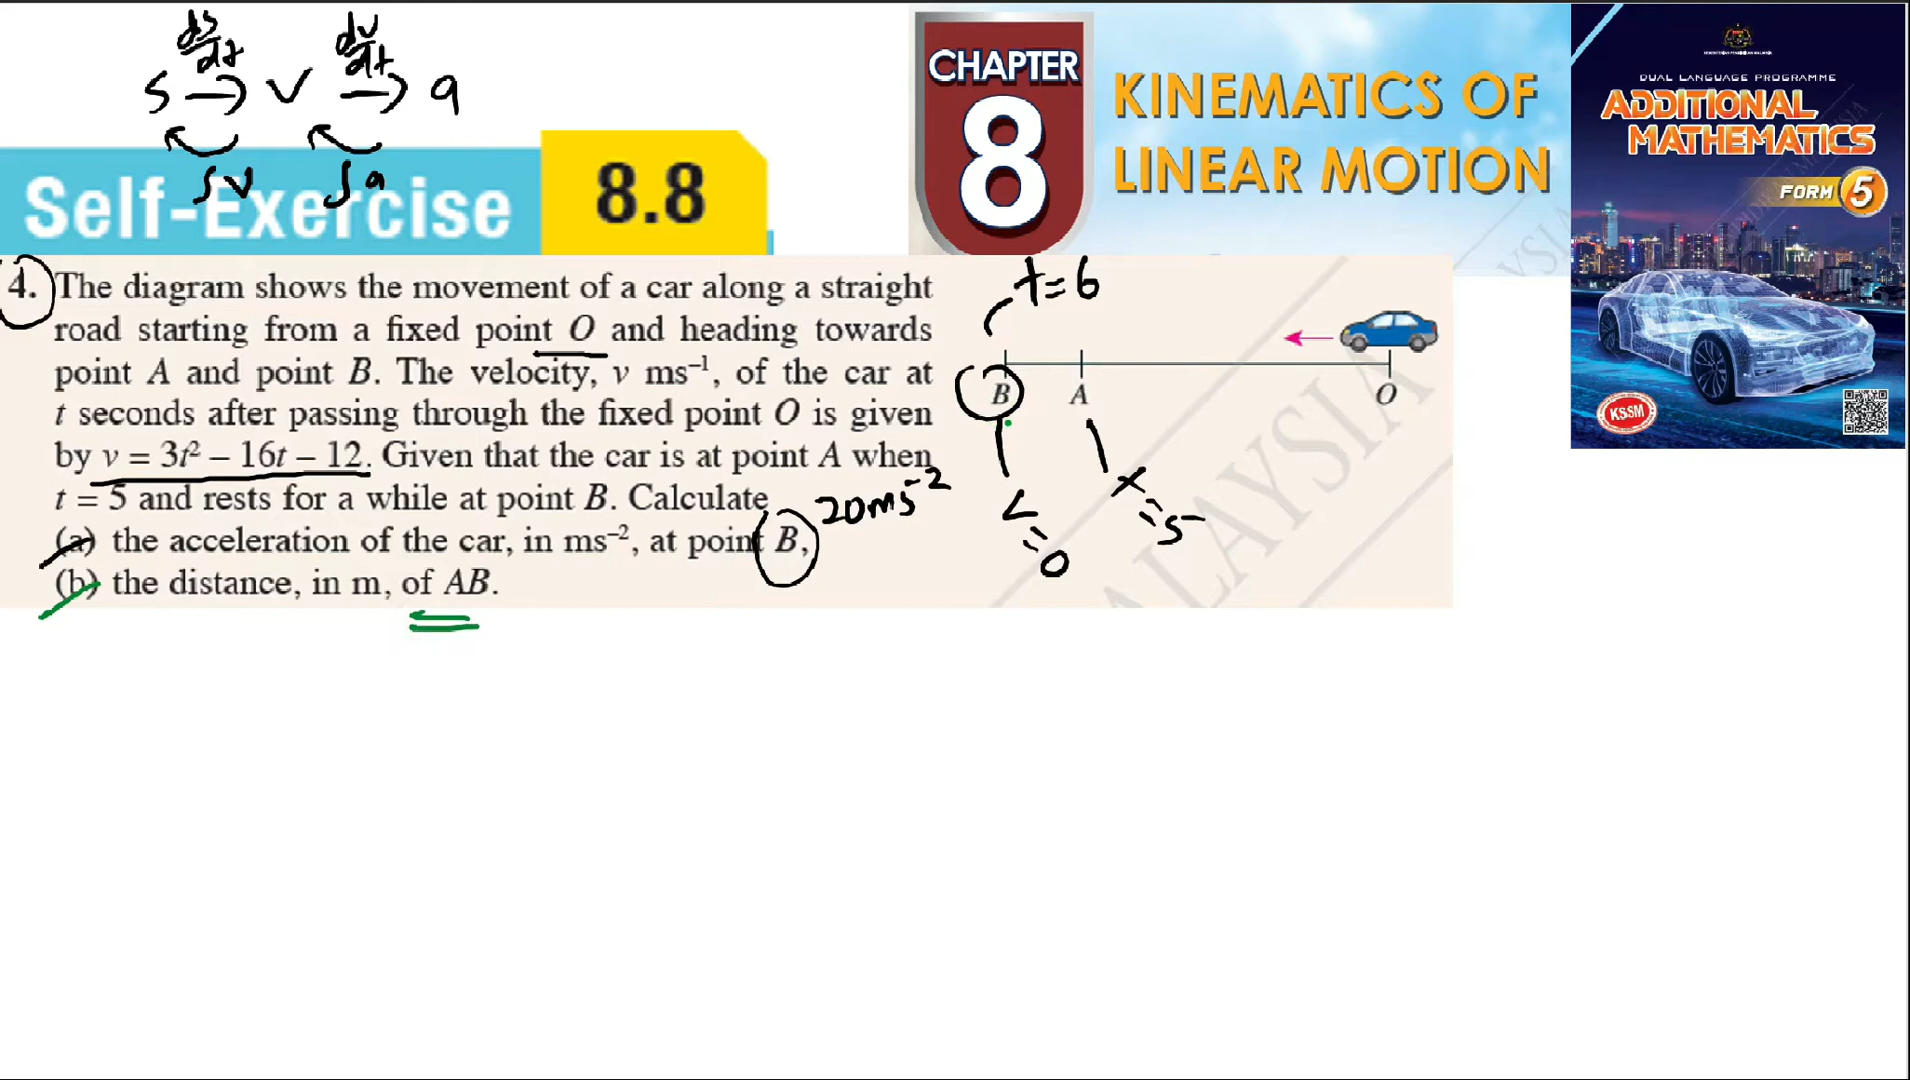 ds/dt dv/dt
s → v → a
∫v ∫a
Self-Exercise 8.8
CHAPTER 8
KINEMATICS OF
LINEAR MOTION
DUAL LANGUAGE PROGRAMME
ADDITIONAL
MATHEMATICS
FORM 5
KSSM
4. The diagram shows the movement of a car along a straight
road starting from a fixed point O and heading towards
point A and point B. The velocity, v ms⁻¹, of the car at
t seconds after passing through the fixed point O is given
by v = 3t² – 16t – 12. Given that the car is at point A when
t = 5 and rests for a while at point B. Calculate
(a) the acceleration of the car, in ms⁻², at point B,
20ms⁻²
(b) the distance, in m, of AB.
t=6
B A O
v=0
t=5
MALAYSIA